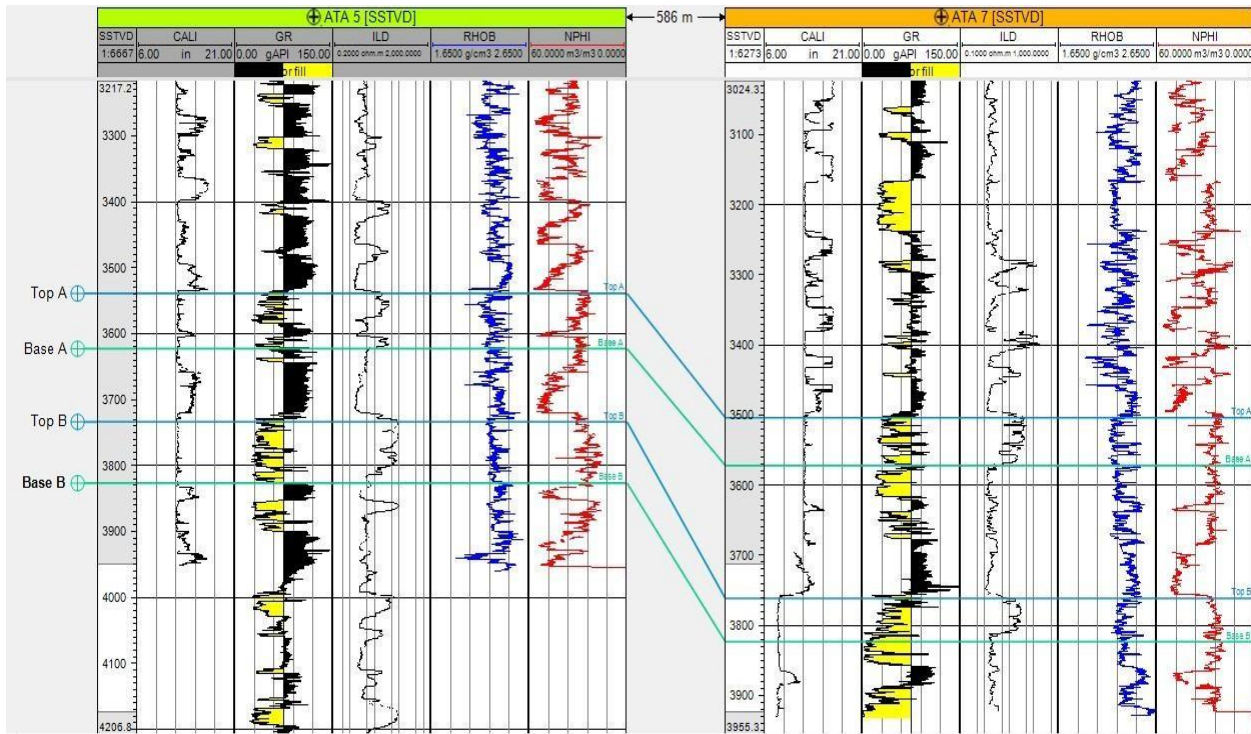 ATA 5 [SSTVD]
586 m
ATA 7 [SSTVD]
SSTVD CALI GR ILD RHOB NPHI
1:6667 6.00 in 21.00 0.00 gAPI 150.00 0.2000 ohm.m 2,000.0000 1.6500 g/cm3 2.6500 60.0000 m3/m3 0.0000
or fill
SSTVD CALI GR ILD RHOB NPHI
1:6273 6.00 in 21.00 0.00 gAPI 150.00 0.1000 ohm.m 1,000.0000 1.6500 g/cm3 2.6500 60.0000 m3/m3 0.0000
or fill
3217.2
3300
3400
3500
3600
3700
3800
3900
4000
4100
4206.8
Top A
Base A
Top B
Base B
Top A
Base A
Top B
Base B
3024.3
3100
3200
3300
3400
3500
3600
3700
3800
3900
3955.3
Top A
Base A
Top B
Base B